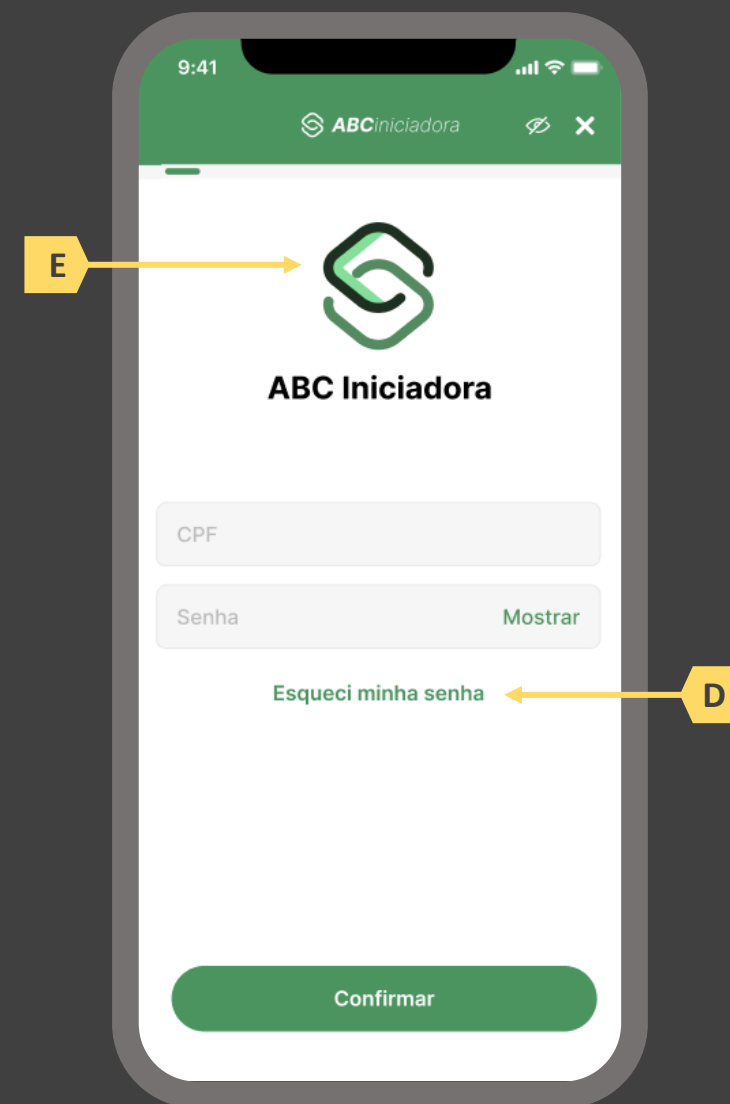 9:41
ABCiniciadora
E
ABC Iniciadora
CPF
Senha Mostrar
Esqueci minha senha
D
Confirmar